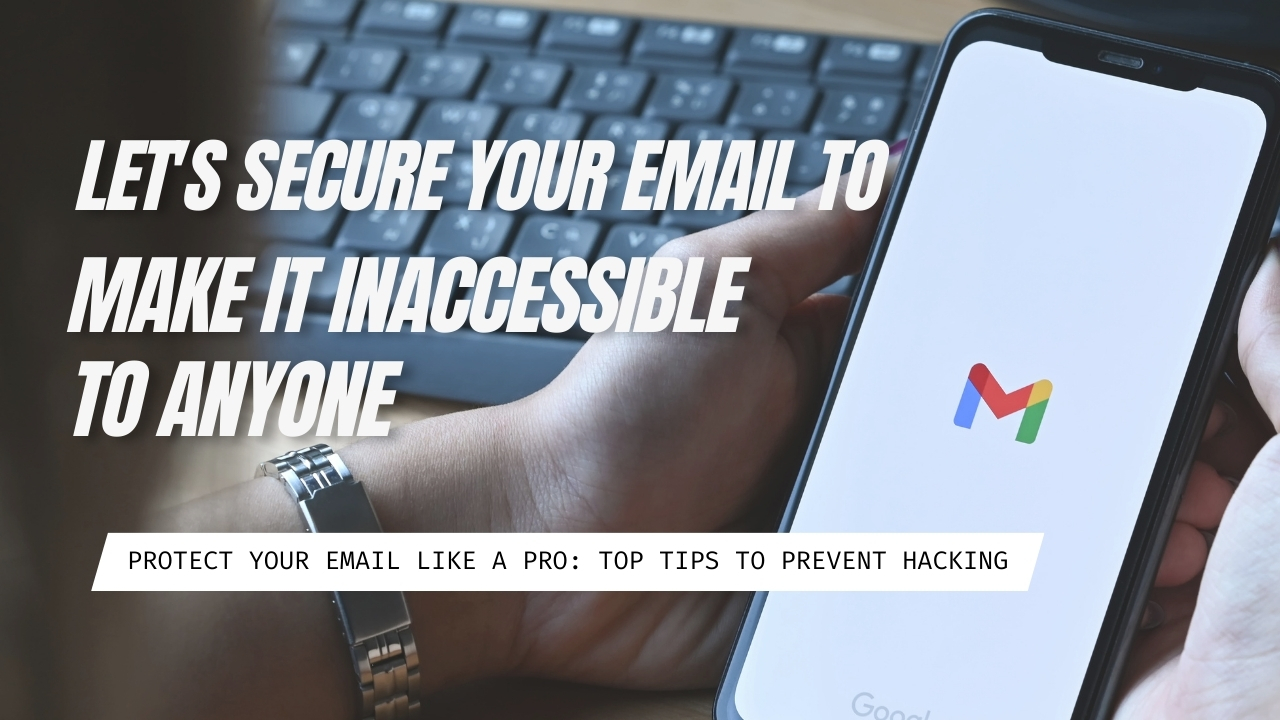 LET'S SECURE YOUR EMAIL TO
MAKE IT INACCESSIBLE
TO ANYONE
PROTECT YOUR EMAIL LIKE A PRO: TOP TIPS TO PREVENT HACKING